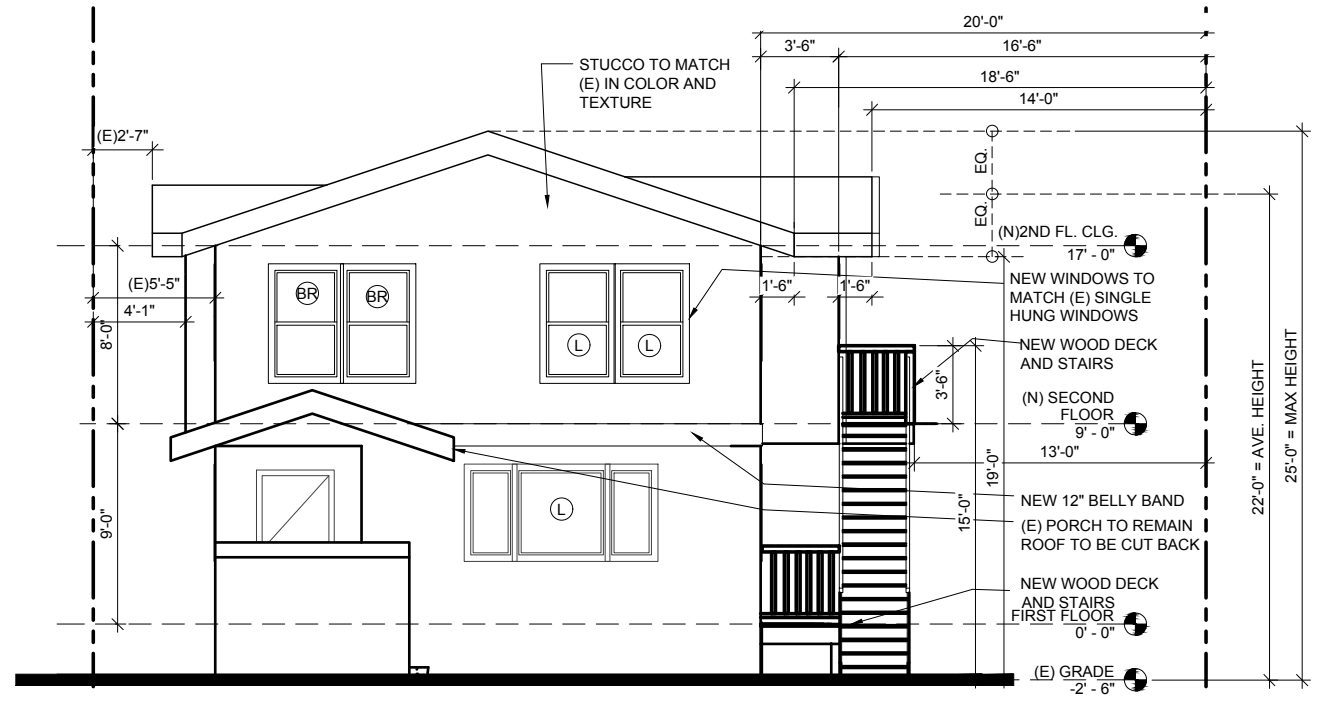 20'-0"
3'-6"
16'-6"
STUCCO TO MATCH
(E) IN COLOR AND
TEXTURE
18'-6"
14'-0"
(E)2'-7"
EQ.
EQ.
(N)2ND FL. CLG.
17' - 0"
(E)5'-5"
4'-1"
8'-0"
BR
BR
L
L
1'-6"
1'-6"
NEW WINDOWS TO
MATCH (E) SINGLE
HUNG WINDOWS
NEW WOOD DECK
AND STAIRS
3'-6"
(N) SECOND
FLOOR
9' - 0"
22'-0" = AVE. HEIGHT
25'-0" = MAX HEIGHT
13'-0"
19'-0"
15'-0"
9'-0"
L
NEW 12" BELLY BAND
(E) PORCH TO REMAIN
ROOF TO BE CUT BACK
NEW WOOD DECK
AND STAIRS
FIRST FLOOR
0' - 0"
(E) GRADE
-2' - 6"